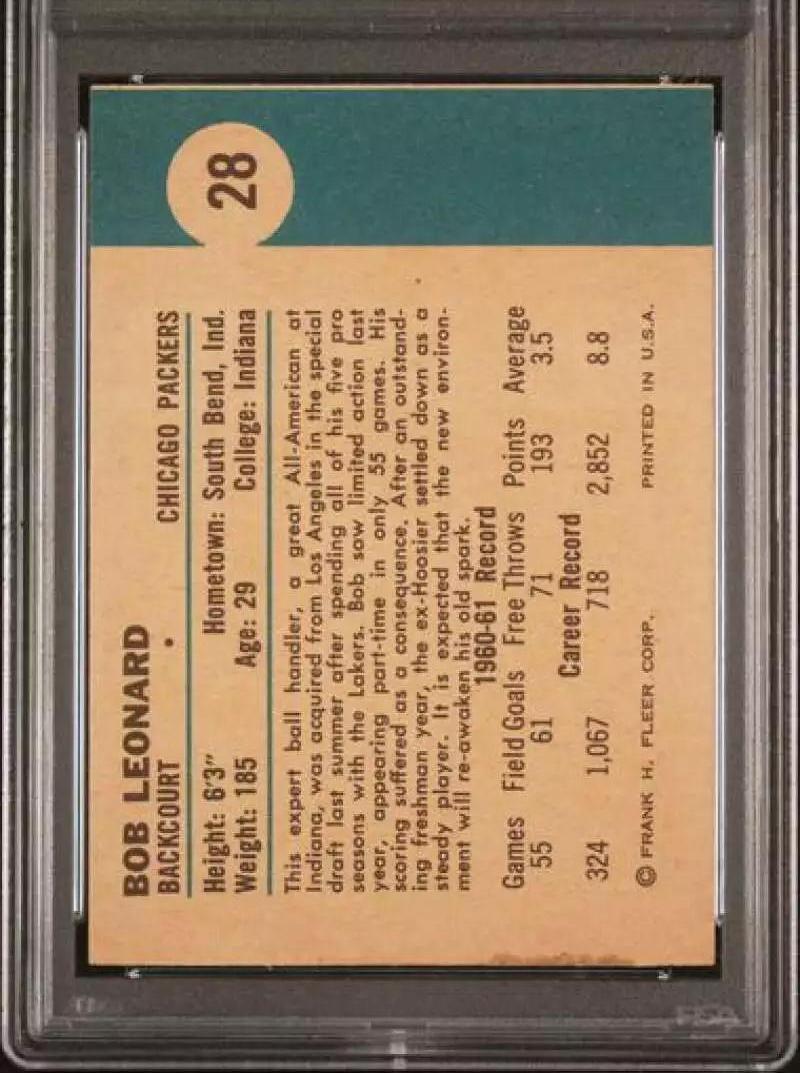 28
BOB LEONARD
BACKCOURT • CHICAGO PACKERS
Height: 6'3" Hometown: South Bend, Ind.
Weight: 185 Age: 29 College: Indiana
This expert ball handler, a great All-American at
Indiana, was acquired from Los Angeles in the special
draft last summer after spending all of his five pro
seasons with the Lakers. Bob saw limited action last
year, appearing part-time in only 55 games. His
scoring suffered as a consequence. After an outstand-
ing freshman year, the ex-Hoosier settled down as a
steady player. It is expected that the new environ-
ment will re-awaken his old spark.
1960-61 Record
Games Field Goals Free Throws Points Average
55 61 71 193 3.5
Career Record
324 1,067 718 2,852 8.8
© FRANK H. FLEER CORP. PRINTED IN U.S.A.
PSA